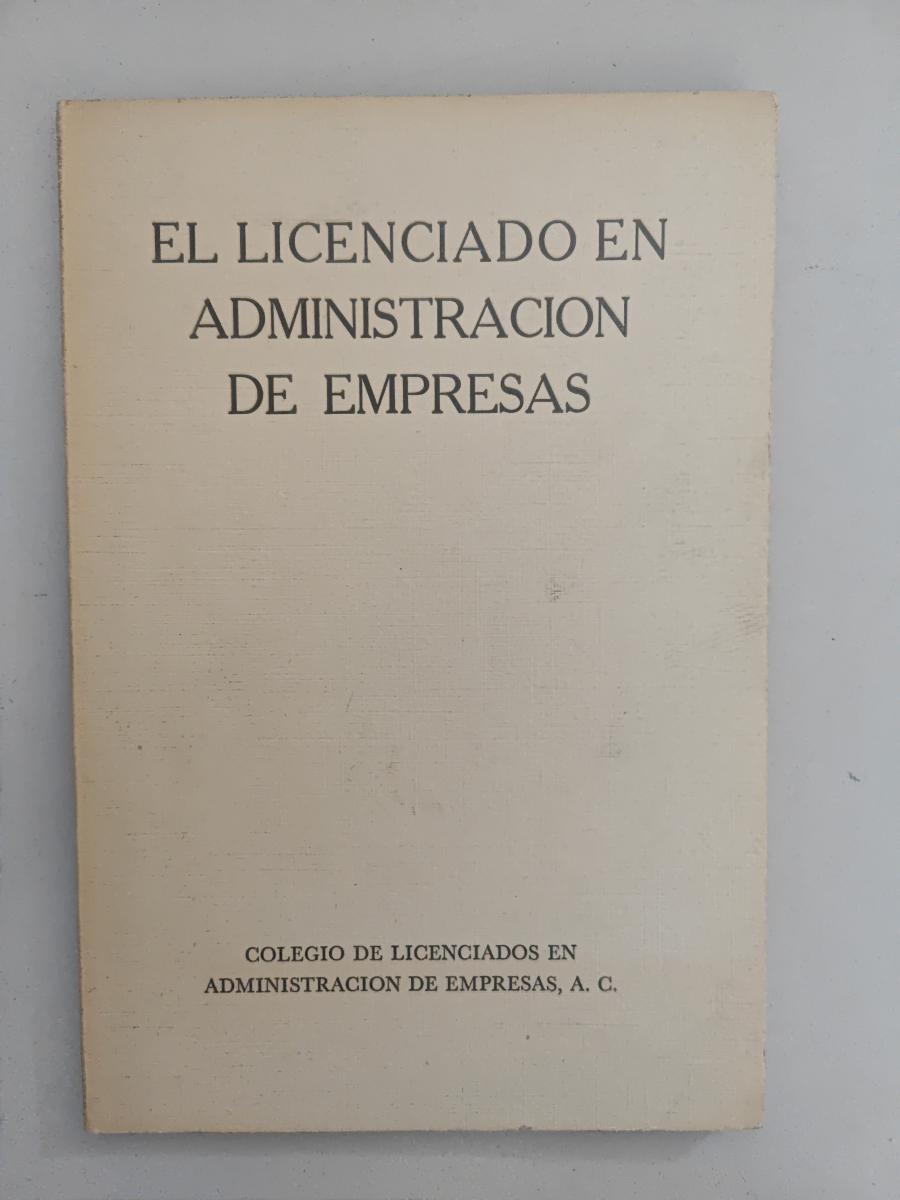 EL LICENCIADO EN
ADMINISTRACION
DE EMPRESAS
COLEGIO DE LICENCIADOS EN
ADMINISTRACION DE EMPRESAS, A. C.